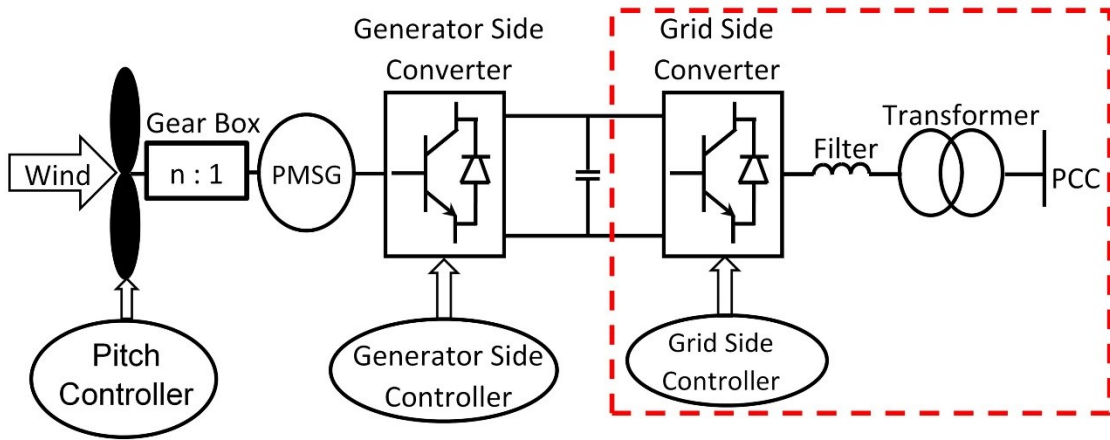 Generator Side
Converter
Grid Side
Converter
Gear Box
Transformer
Filter
Wind
n : 1
PMSG
PCC
Pitch
Controller
Generator Side
Controller
Grid Side
Controller